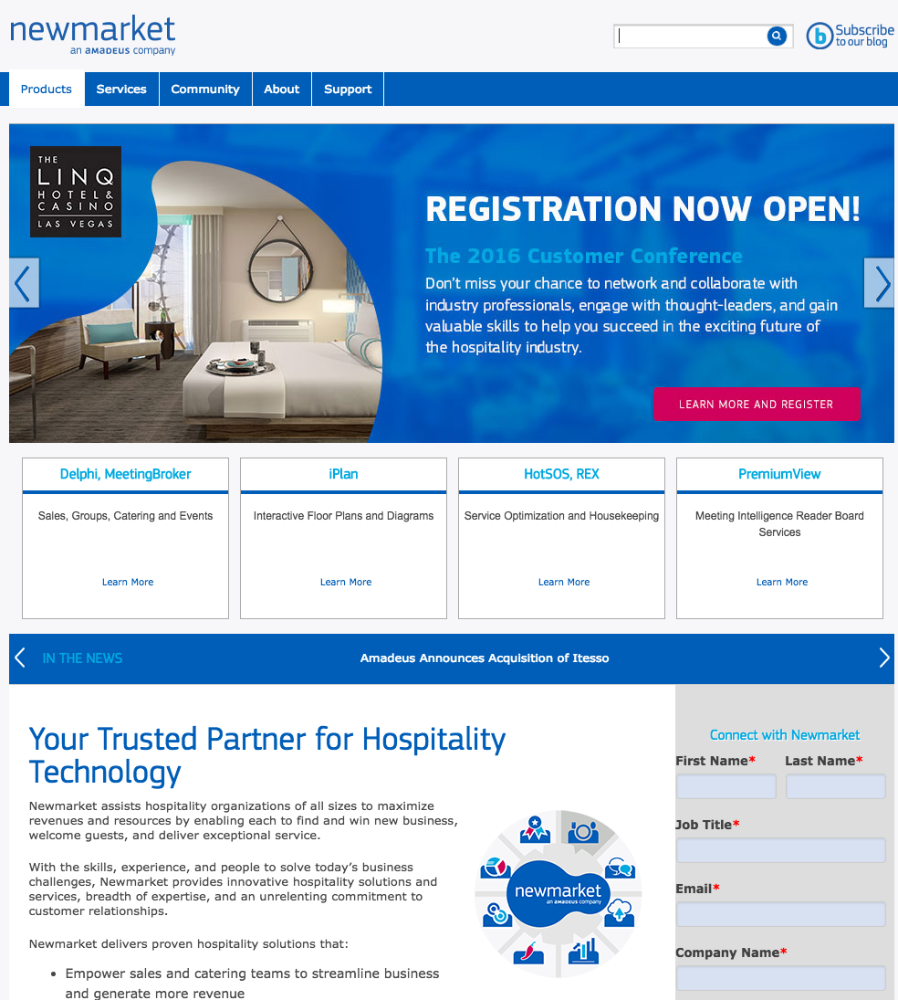 newmarket
an amadeus company
Subscribe
to our blog
Products
Services
Community
About
Support
THE
LINQ
HOTEL &
CASINO
LAS VEGAS
REGISTRATION NOW OPEN!
The 2016 Customer Conference
Don't miss your chance to network and collaborate with
industry professionals, engage with thought-leaders, and gain
valuable skills to help you succeed in the exciting future of
the hospitality industry.
LEARN MORE AND REGISTER
Delphi, MeetingBroker
Sales, Groups, Catering and Events
Learn More
iPlan
Interactive Floor Plans and Diagrams
Learn More
HotSOS, REX
Service Optimization and Housekeeping
Learn More
PremiumView
Meeting Intelligence Reader Board
Services
Learn More
IN THE NEWS
Amadeus Announces Acquisition of Itesso
Your Trusted Partner for Hospitality
Technology
Newmarket assists hospitality organizations of all sizes to maximize
revenues and resources by enabling each to find and win new business,
welcome guests, and deliver exceptional service.
With the skills, experience, and people to solve today's business
challenges, Newmarket provides innovative hospitality solutions and
services, breadth of expertise, and an unrelenting commitment to
customer relationships.
Newmarket delivers proven hospitality solutions that:
• Empower sales and catering teams to streamline business
and generate more revenue
newmarket
an amadeus company
Connect with Newmarket
First Name*
Last Name*
Job Title*
Email*
Company Name*